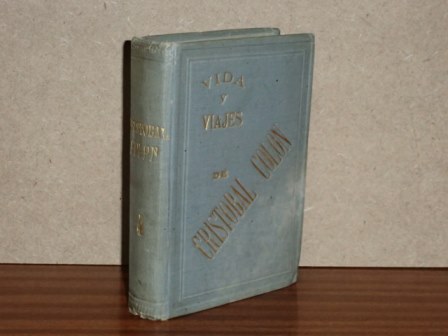 VIDA
Y
VIAJES
DE
CRISTOBAL COLON
CRISTOBAL
COLON